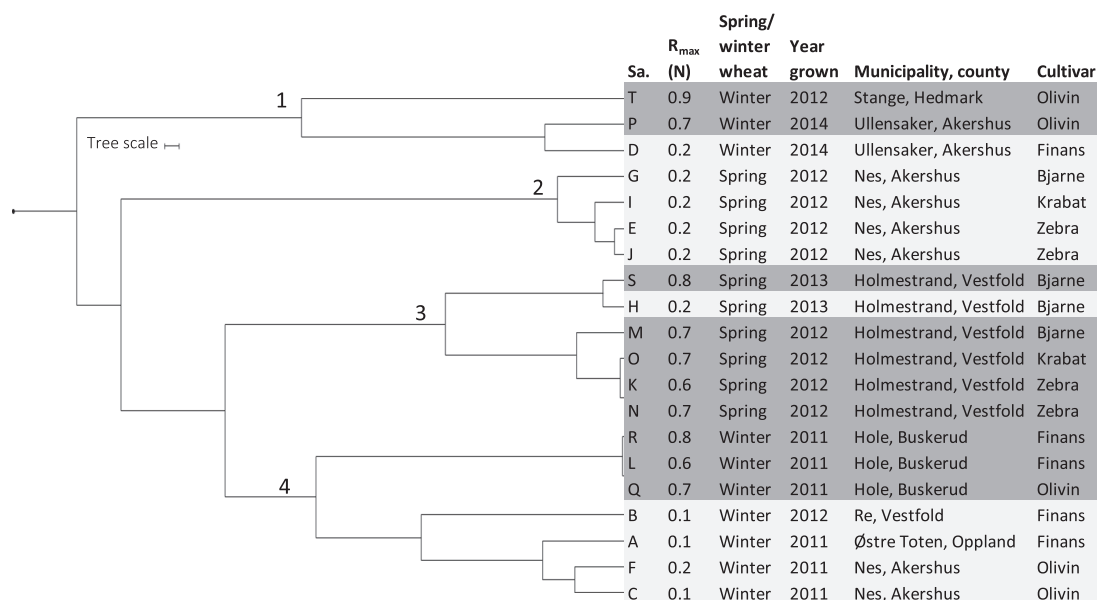 Spring/
R_max winter Year
Sa. (N) wheat grown Municipality, county Cultivar
1 T 0.9 Winter 2012 Stange, Hedmark Olivin
P 0.7 Winter 2014 Ullensaker, Akershus Olivin
Tree scale
D 0.2 Winter 2014 Ullensaker, Akershus Finans
2 G 0.2 Spring 2012 Nes, Akershus Bjarne
I 0.2 Spring 2012 Nes, Akershus Krabat
E 0.2 Spring 2012 Nes, Akershus Zebra
J 0.2 Spring 2012 Nes, Akershus Zebra
S 0.8 Spring 2013 Holmestrand, Vestfold Bjarne
H 0.2 Spring 2013 Holmestrand, Vestfold Bjarne
3
M 0.7 Spring 2012 Holmestrand, Vestfold Bjarne
O 0.7 Spring 2012 Holmestrand, Vestfold Krabat
K 0.6 Spring 2012 Holmestrand, Vestfold Zebra
N 0.7 Spring 2012 Holmestrand, Vestfold Zebra
R 0.8 Winter 2011 Hole, Buskerud Finans
L 0.6 Winter 2011 Hole, Buskerud Finans
4 Q 0.7 Winter 2011 Hole, Buskerud Olivin
B 0.1 Winter 2012 Re, Vestfold Finans
A 0.1 Winter 2011 Østre Toten, Oppland Finans
F 0.2 Winter 2011 Nes, Akershus Olivin
C 0.1 Winter 2011 Nes, Akershus Olivin